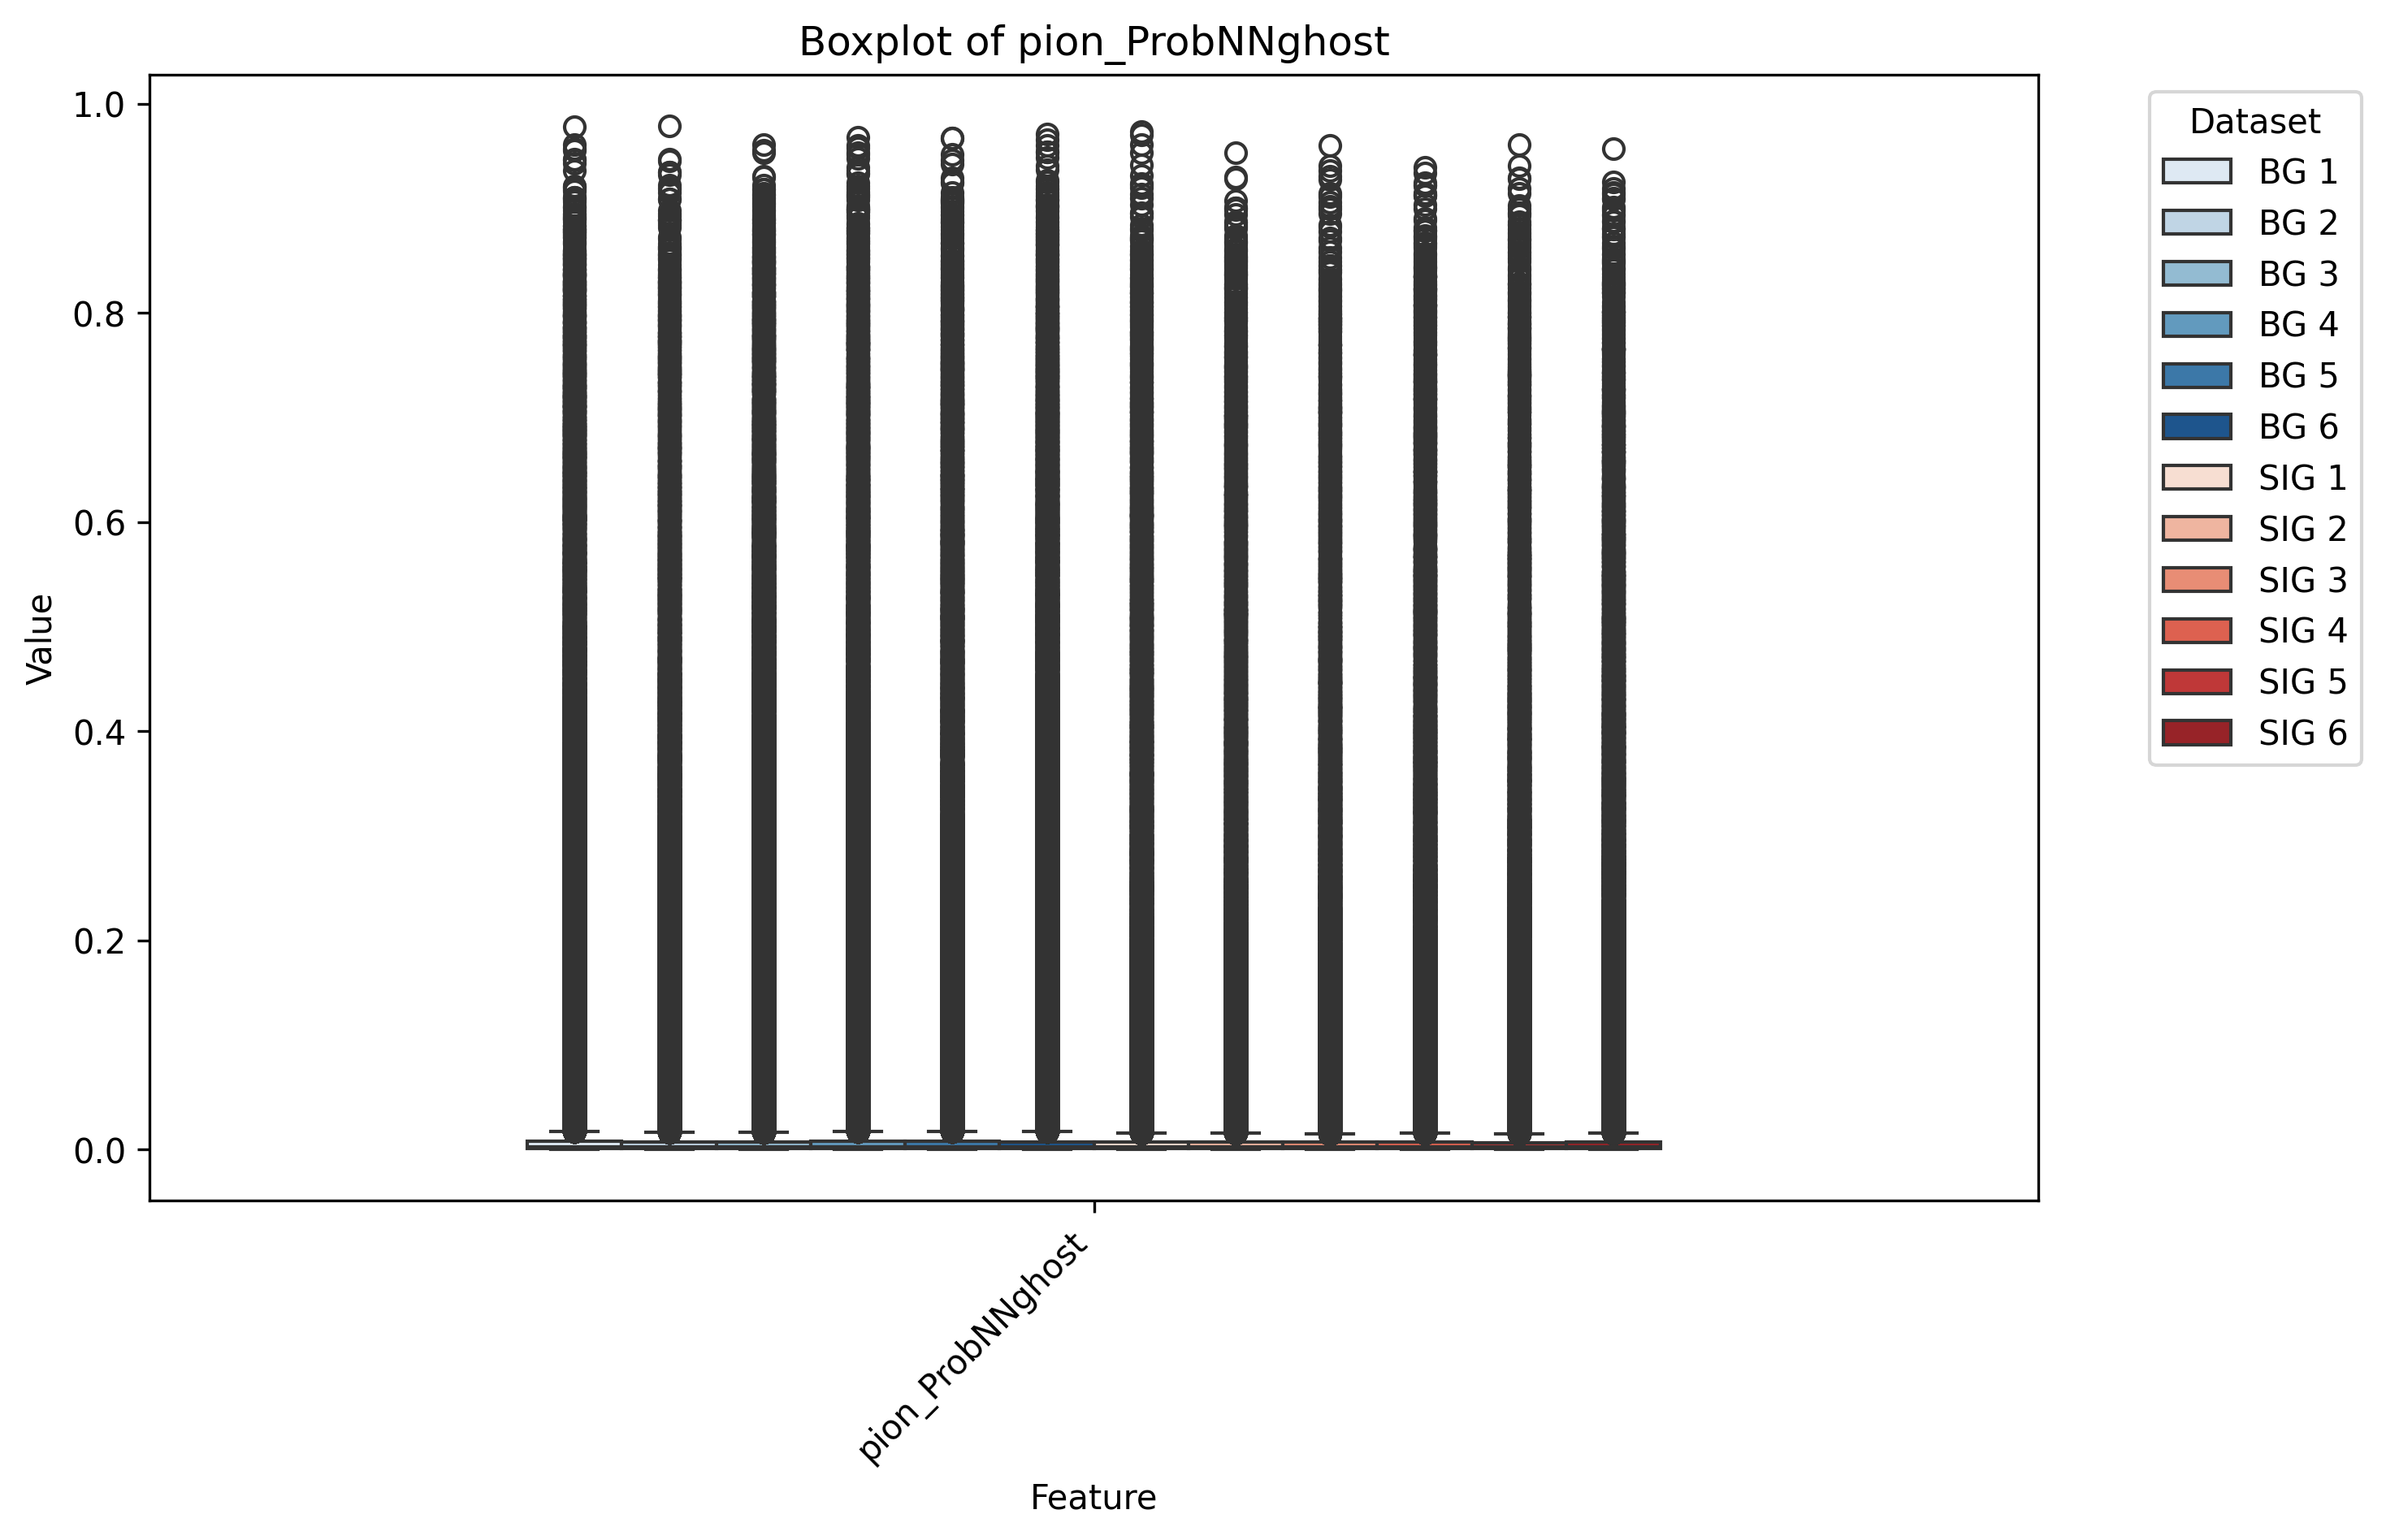 Boxplot of pion_ProbNNghost
1.0
0.8
0.6
0.4
0.2
0.0
Value
pion_ProbNNghost
Feature
Dataset
BG 1
BG 2
BG 3
BG 4
BG 5
BG 6
SIG 1
SIG 2
SIG 3
SIG 4
SIG 5
SIG 6